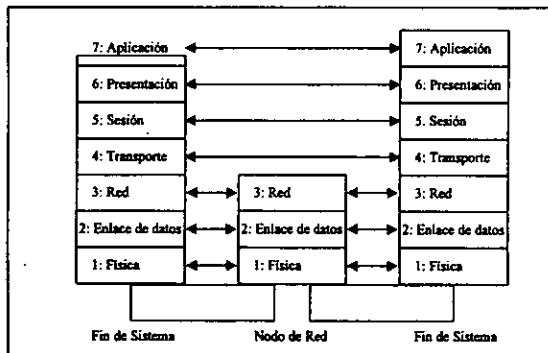 7: Aplicación 7: Aplicación
6: Presentación 6: Presentación
5: Sesión 5. Sesión
4: Transporte 4: Transporte
3: Red 3: Red 3: Red
2: Enlace de datos 2: Enlace de datos 2: Enlace de datos
1: Física 1: Física 1: Física
Fin de Sistema Nodo de Red Fin de Sistema